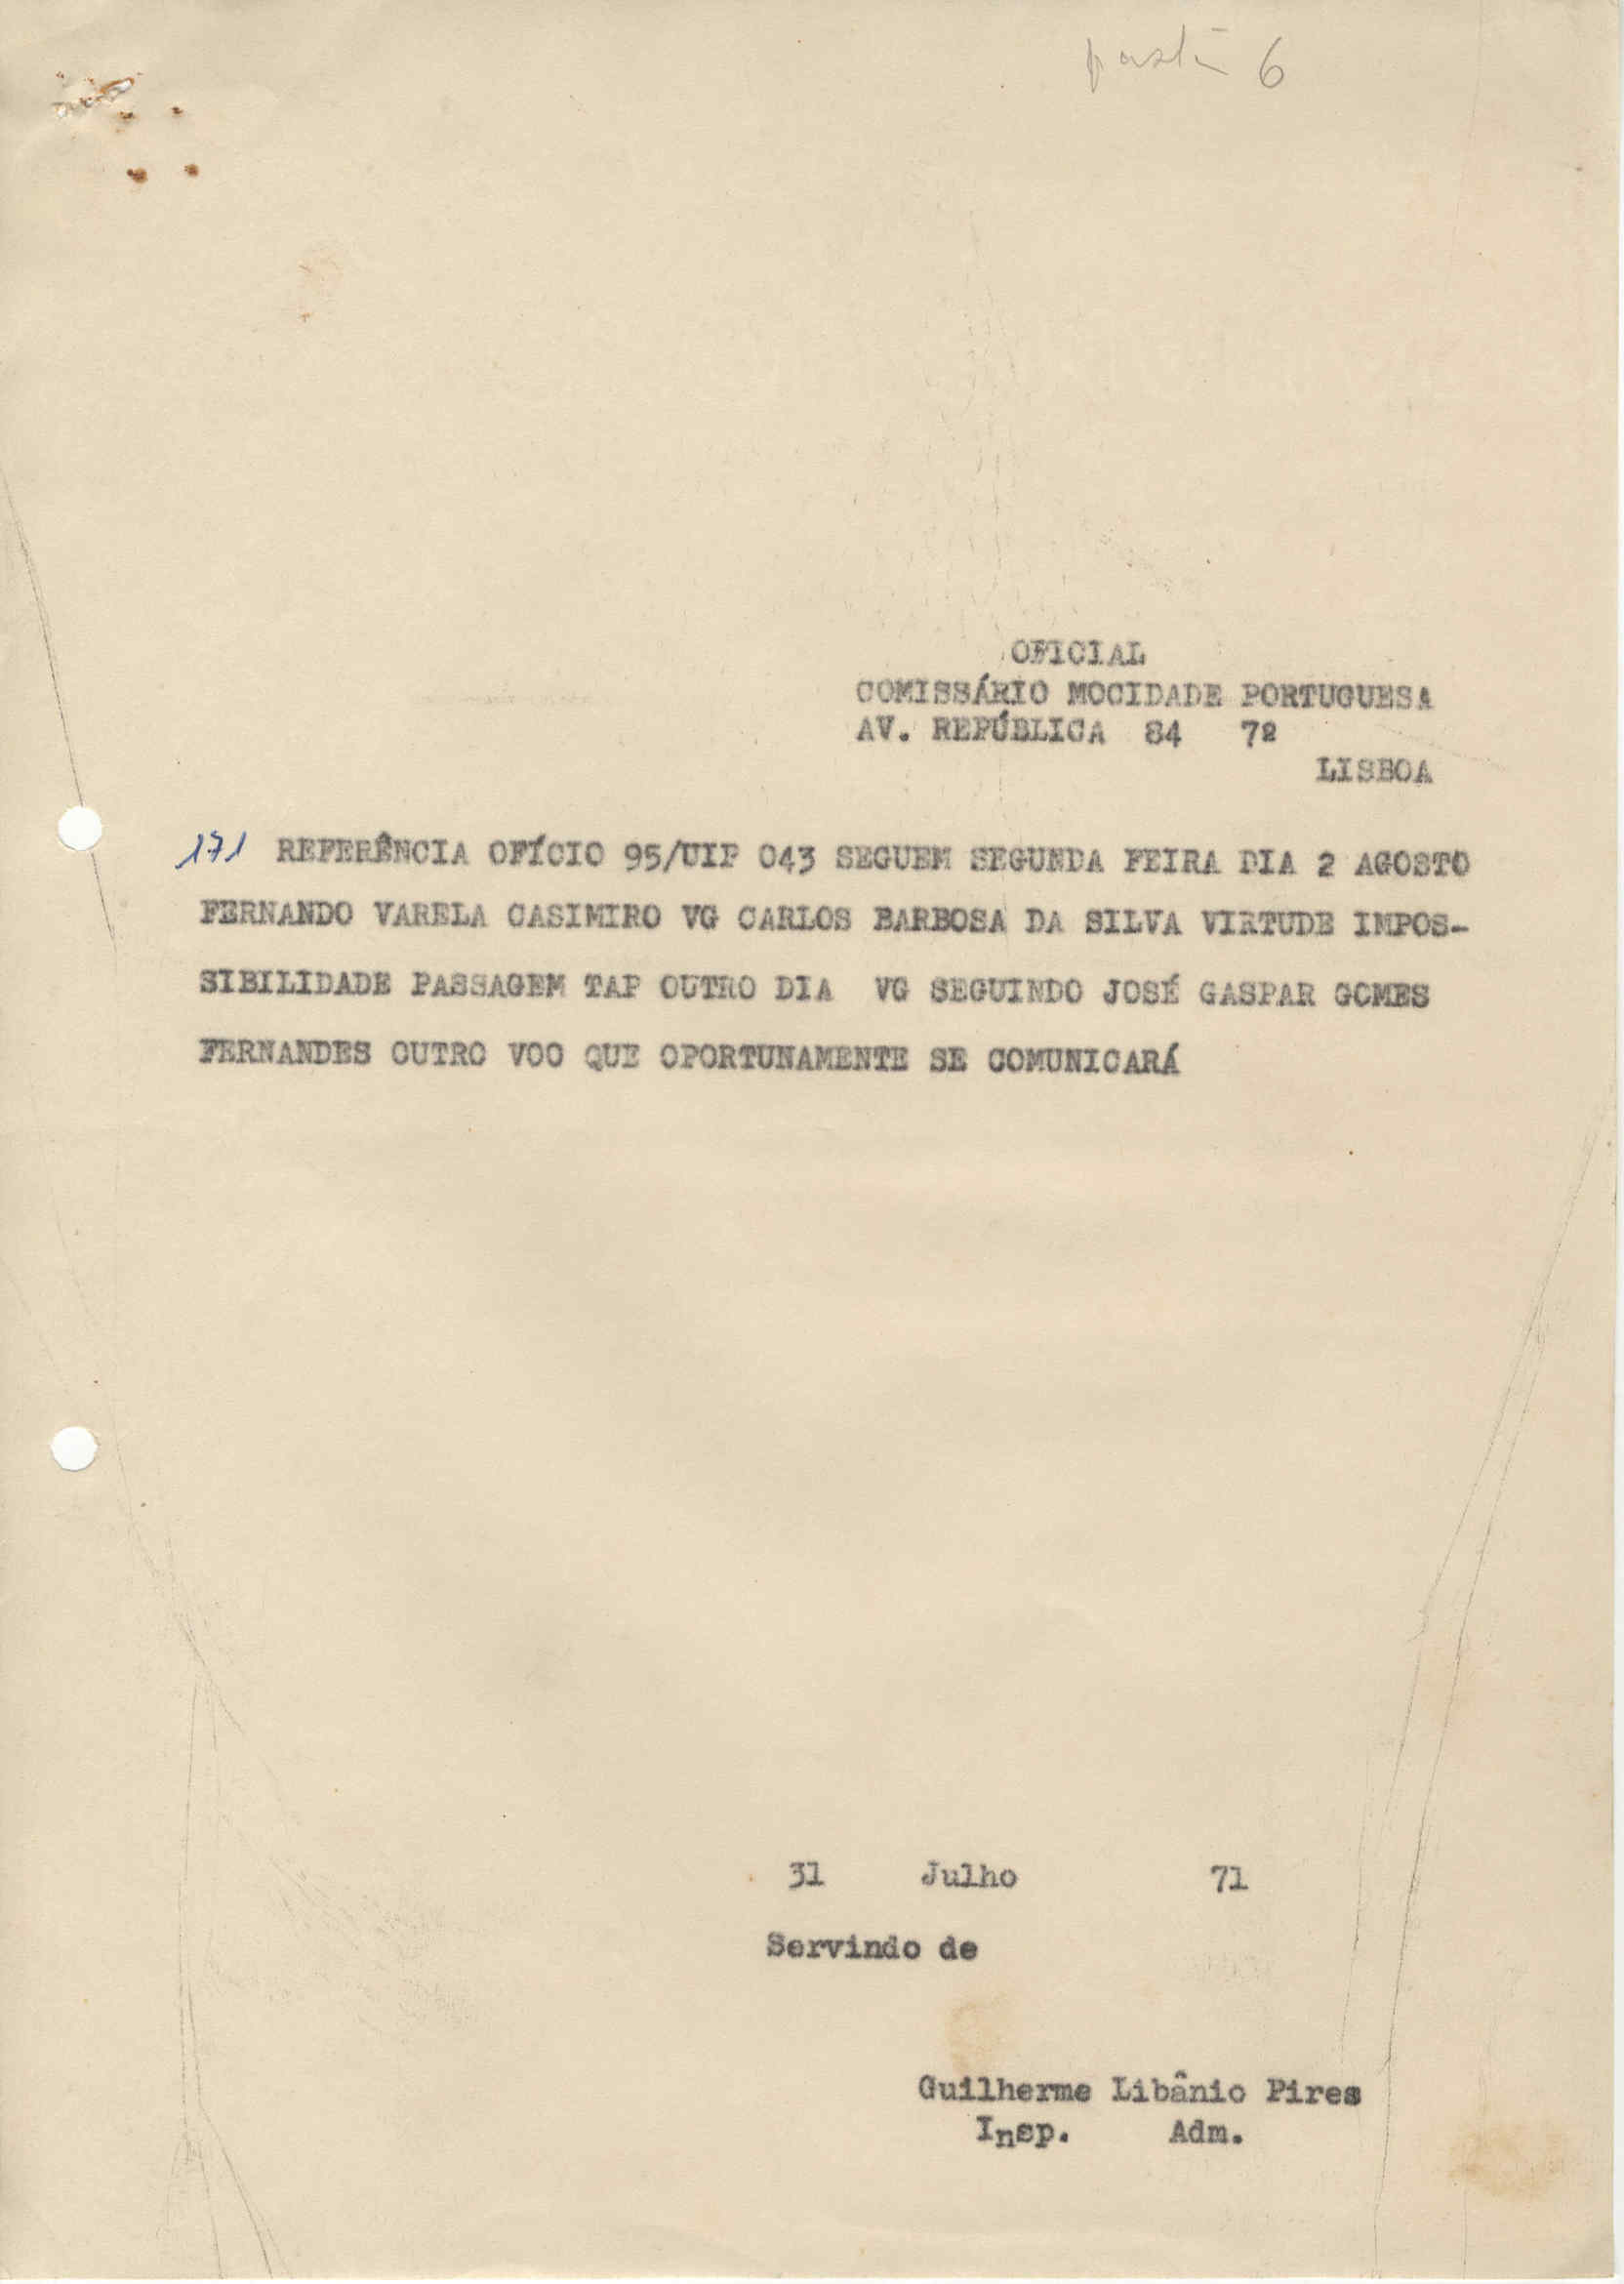 6
OFICIAL
COMISSÁRIO MOCIDADE PORTUGUESA
AV. REPÚBLICA 84 7º
LISBOA
171 REFERÊNCIA OFÍCIO 95/UIP 043 SEGUEM SEGUNDA FEIRA DIA 2 AGOSTO
FERNANDO VARELA CASIMIRO VG CARLOS BARBOSA DA SILVA VIRTUDE IMPOS-
SIBILIDADE PASSAGEM TAP OUTRO DIA VG SEGUINDO JOSÉ GASPAR GOMES
FERNANDES OUTRO VOO QUE OPORTUNAMENTE SE COMUNICARÁ
31 Julho 71
Servindo de
Guilherme Libânio Pires
Insp. Adm.